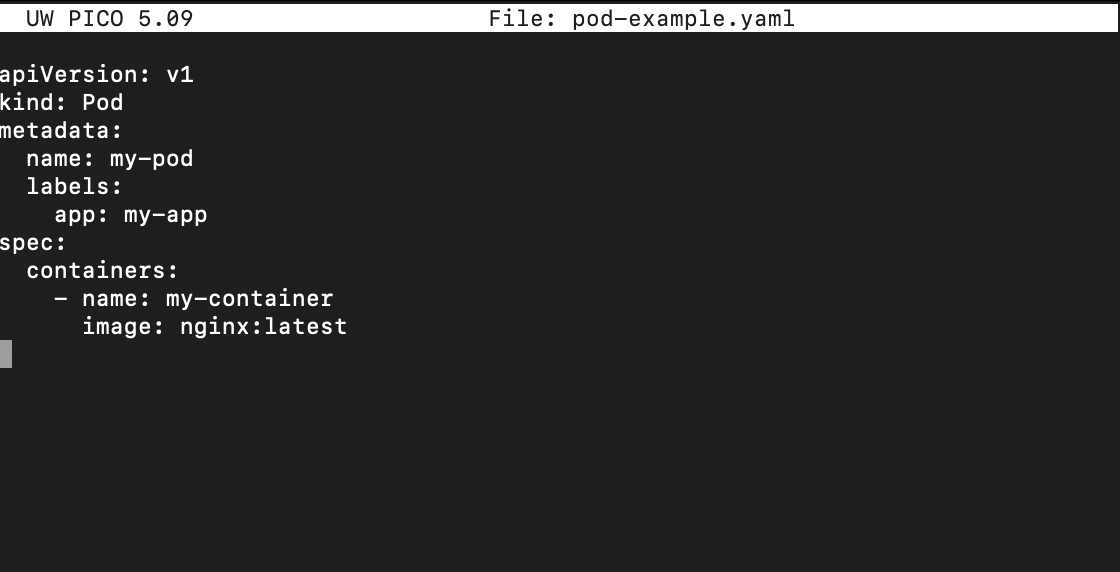 UW PICO 5.09 File: pod-example.yaml
apiVersion: v1
kind: Pod
metadata:
  name: my-pod
  labels:
    app: my-app
spec:
  containers:
    - name: my-container
      image: nginx:latest